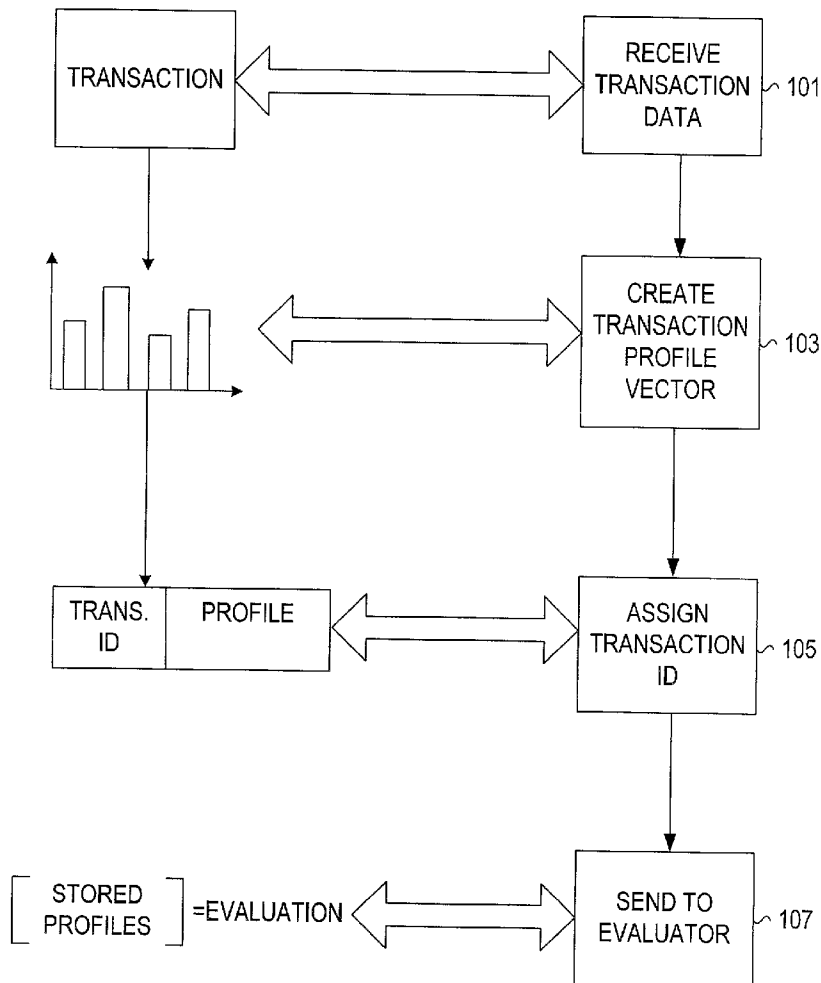 TRANSACTION
RECEIVE
TRANSACTION
DATA
101
CREATE
TRANSACTION
PROFILE
VECTOR
103
TRANS.
ID
PROFILE
ASSIGN
TRANSACTION
ID
105
STORED
PROFILES
=EVALUATION
SEND TO
EVALUATOR
107